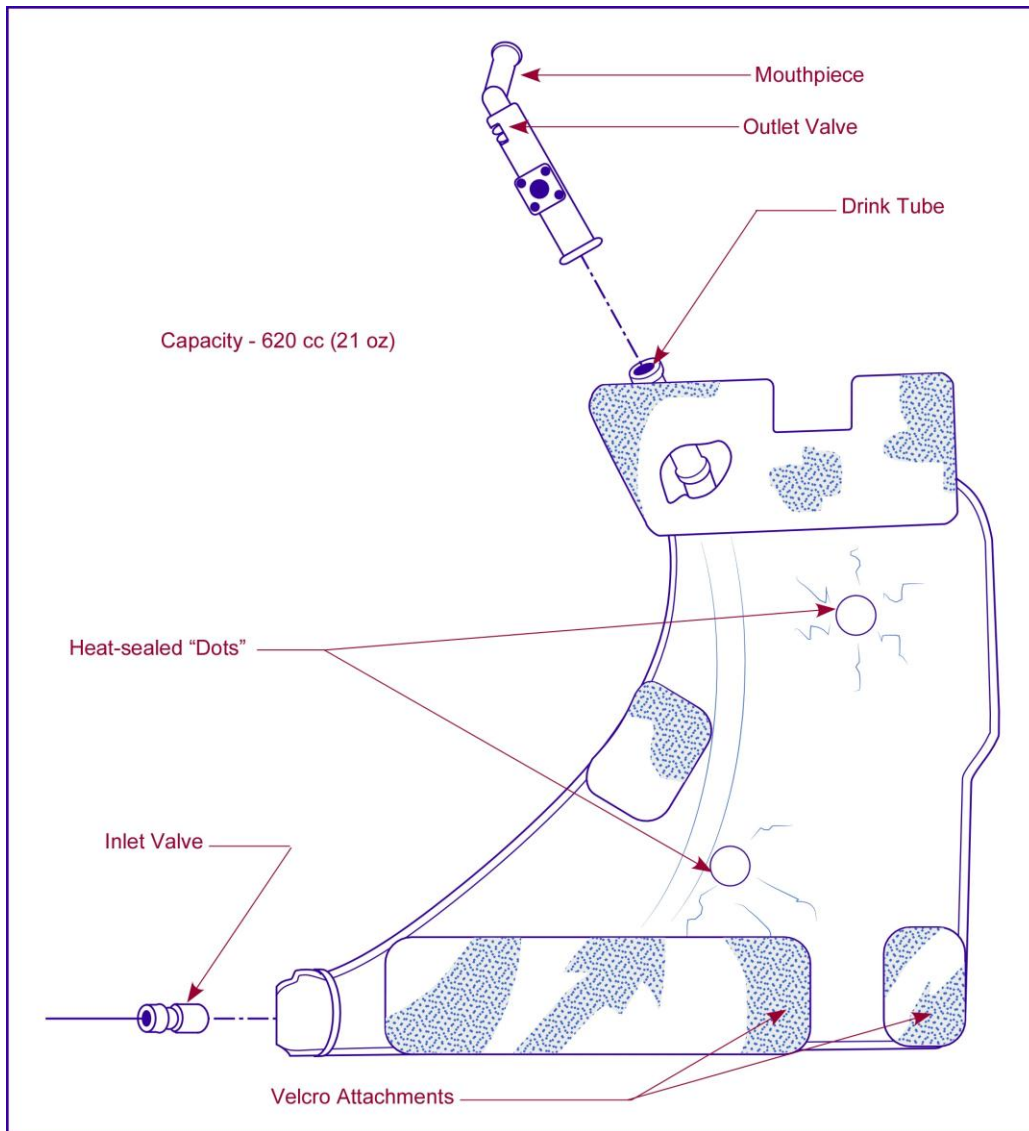 Mouthpiece
Outlet Valve
Drink Tube
Capacity - 620 cc (21 oz)
Heat-sealed “Dots”
Inlet Valve
Velcro Attachments